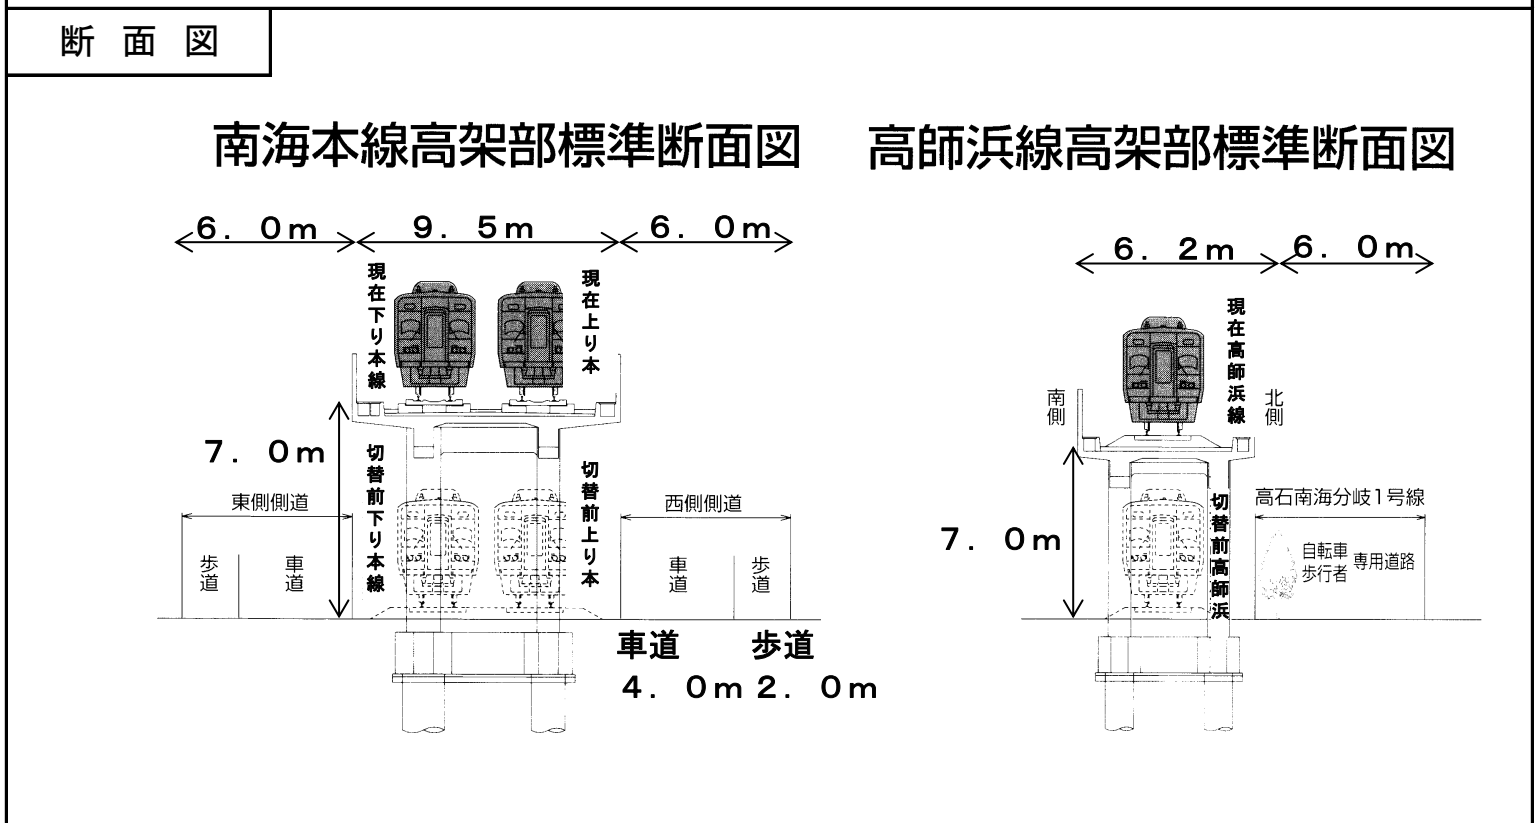 断面図
南海本線高架部標準断面図
6.0m
9.5m
6.0m
現在下り本線
現在上り本
7.0m
切替前下り本線
切替前上り本
東側側道
歩道
車道
西側側道
車道
歩道
車道
歩道
4.0m
2.0m
高師浜線高架部標準断面図
6.2m
6.0m
現在高師浜線
南側
北側
7.0m
切替前高師浜
高石南海分岐1号線
自転車
歩行者
専用道路